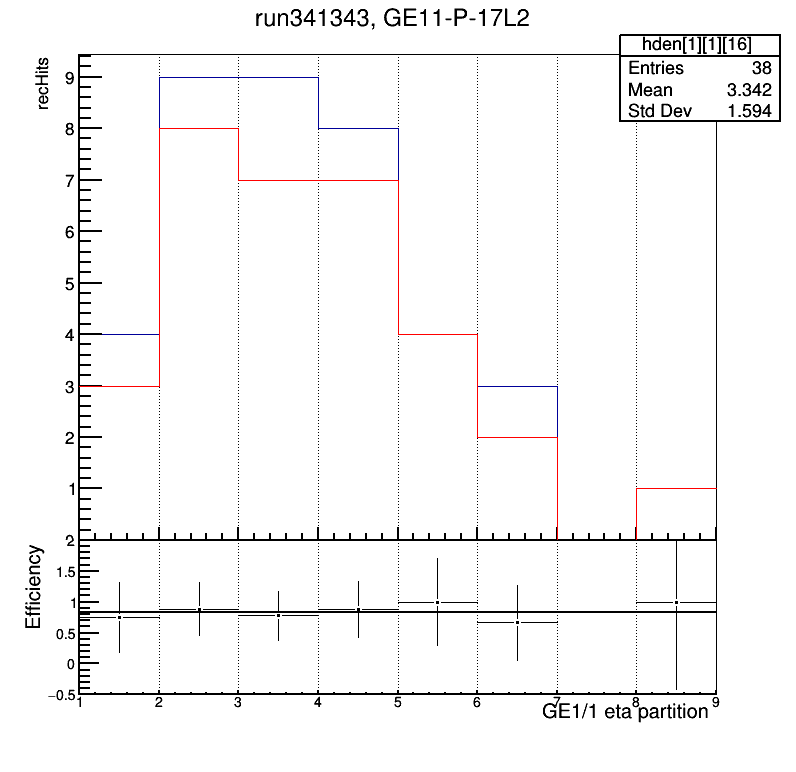 run341343, GE11-P-17L2
hden[1][1][16]
Entries 38
Mean 3.342
Std Dev 1.594
recHits
9
8
7
6
5
4
3
2
1
Efficiency
2
1.5
1
0.5
0
−0.5
1 2 3 4 5 6 7 8 9
GE1/1 eta partition